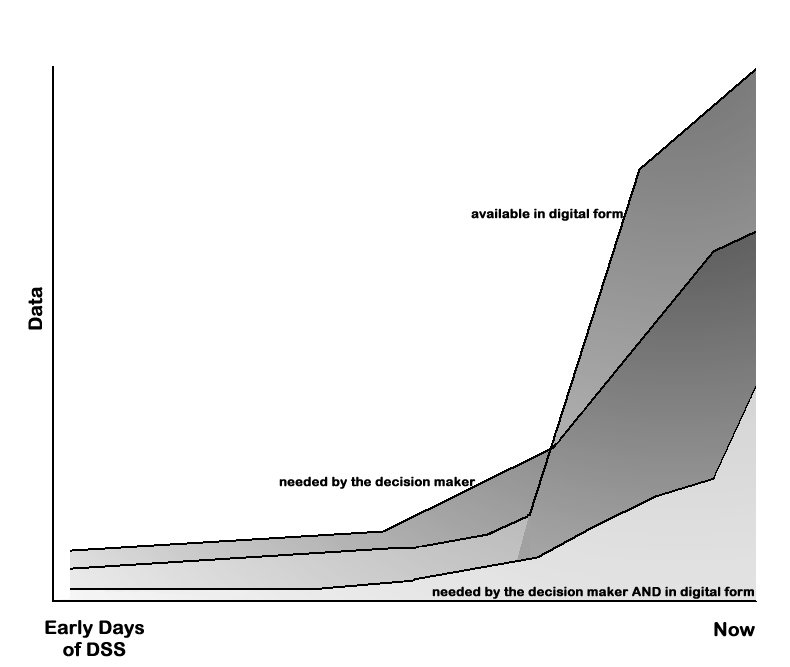 available in digital form
Data
needed by the decision maker
needed by the decision maker AND in digital form
Early Days
of DSS
Now